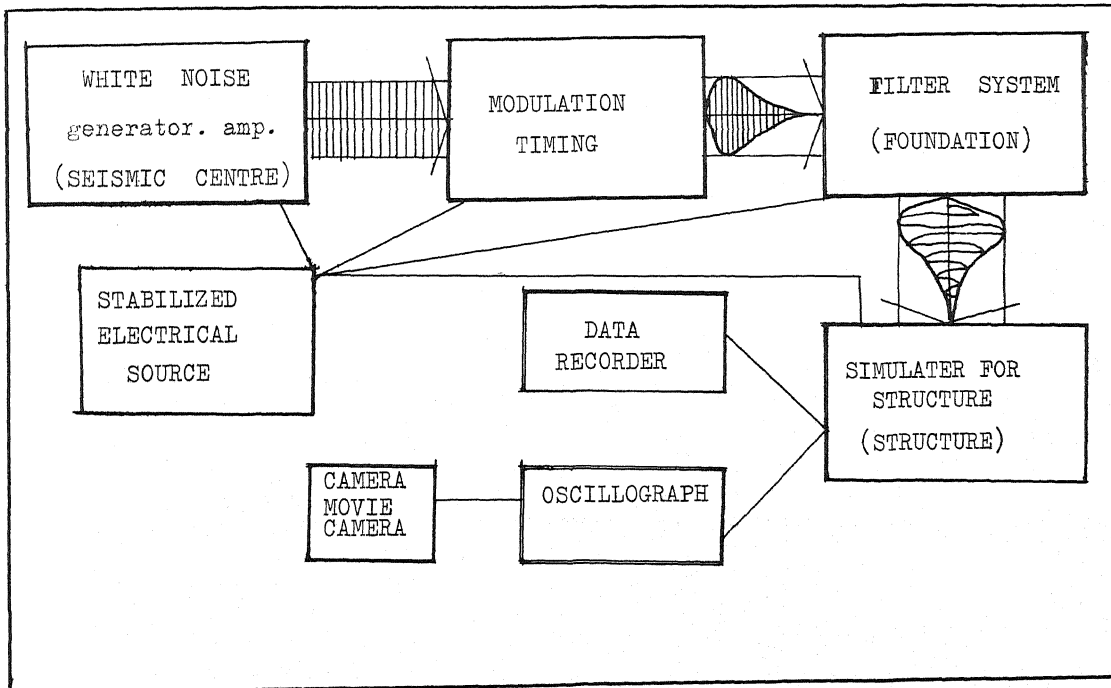 WHITE NOISE
generator. amp.
(SEISMIC CENTRE)
MODULATION
TIMING
FILTER SYSTEM
(FOUNDATION)
STABILIZED
ELECTRICAL
SOURCE
DATA
RECORDER
SIMULATER FOR
STRUCTURE
(STRUCTURE)
CAMERA
MOVIE
CAMERA
OSCILLOGRAPH